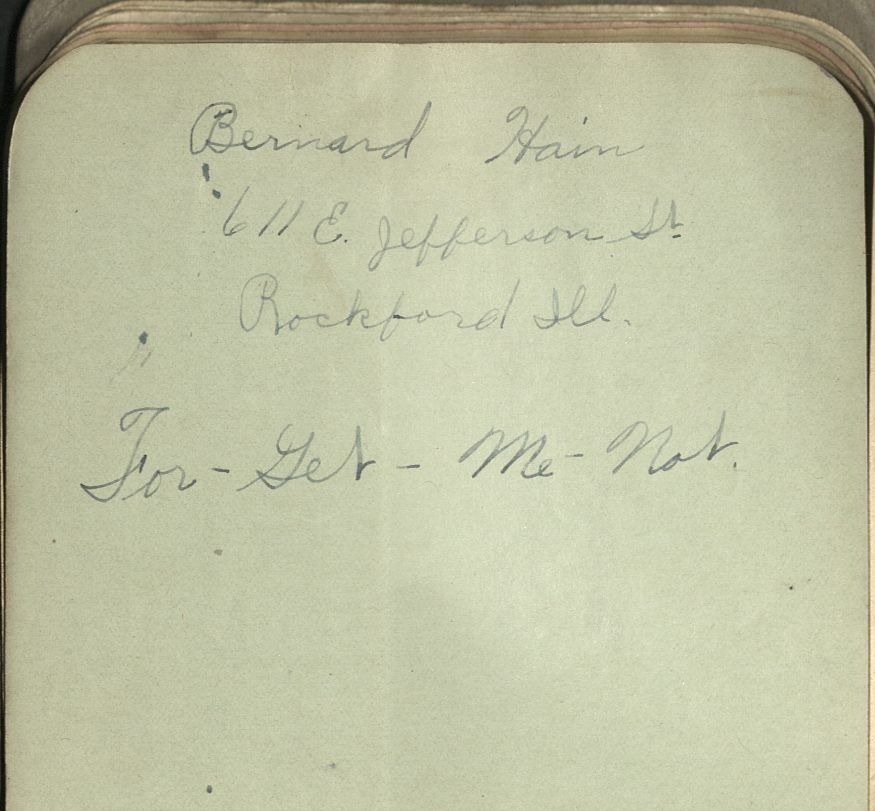 Bernard Hain
611 E. Jefferson St.
Rockford Ill.
For-Get-Me-Not.